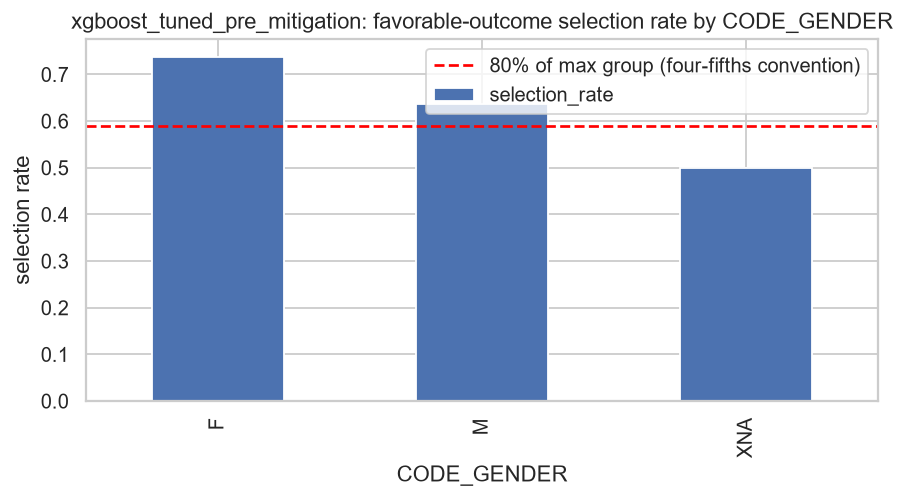 xgboost_tuned_pre_mitigation: favorable-outcome selection rate by CODE_GENDER
80% of max group (four-fifths convention)
selection_rate
selection rate
0.7
0.6
0.5
0.4
0.3
0.2
0.1
0.0
F
M
XNA
CODE_GENDER